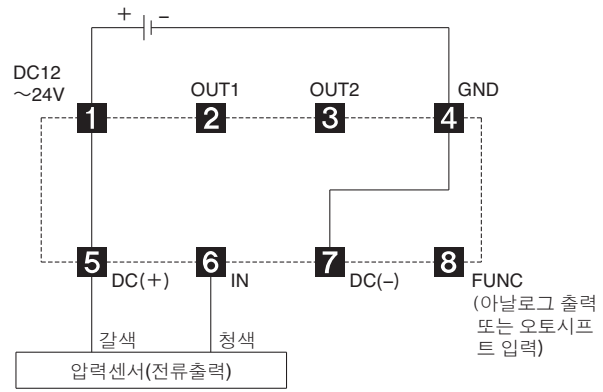 + −
DC12
～24V
OUT1
OUT2
GND
1
2
3
4
5
6
7
8
DC(+)
IN
DC(−)
FUNC
(아날로그 출력
또는 오토시프
트 입력)
갈색
청색
압력센서(전류출력)